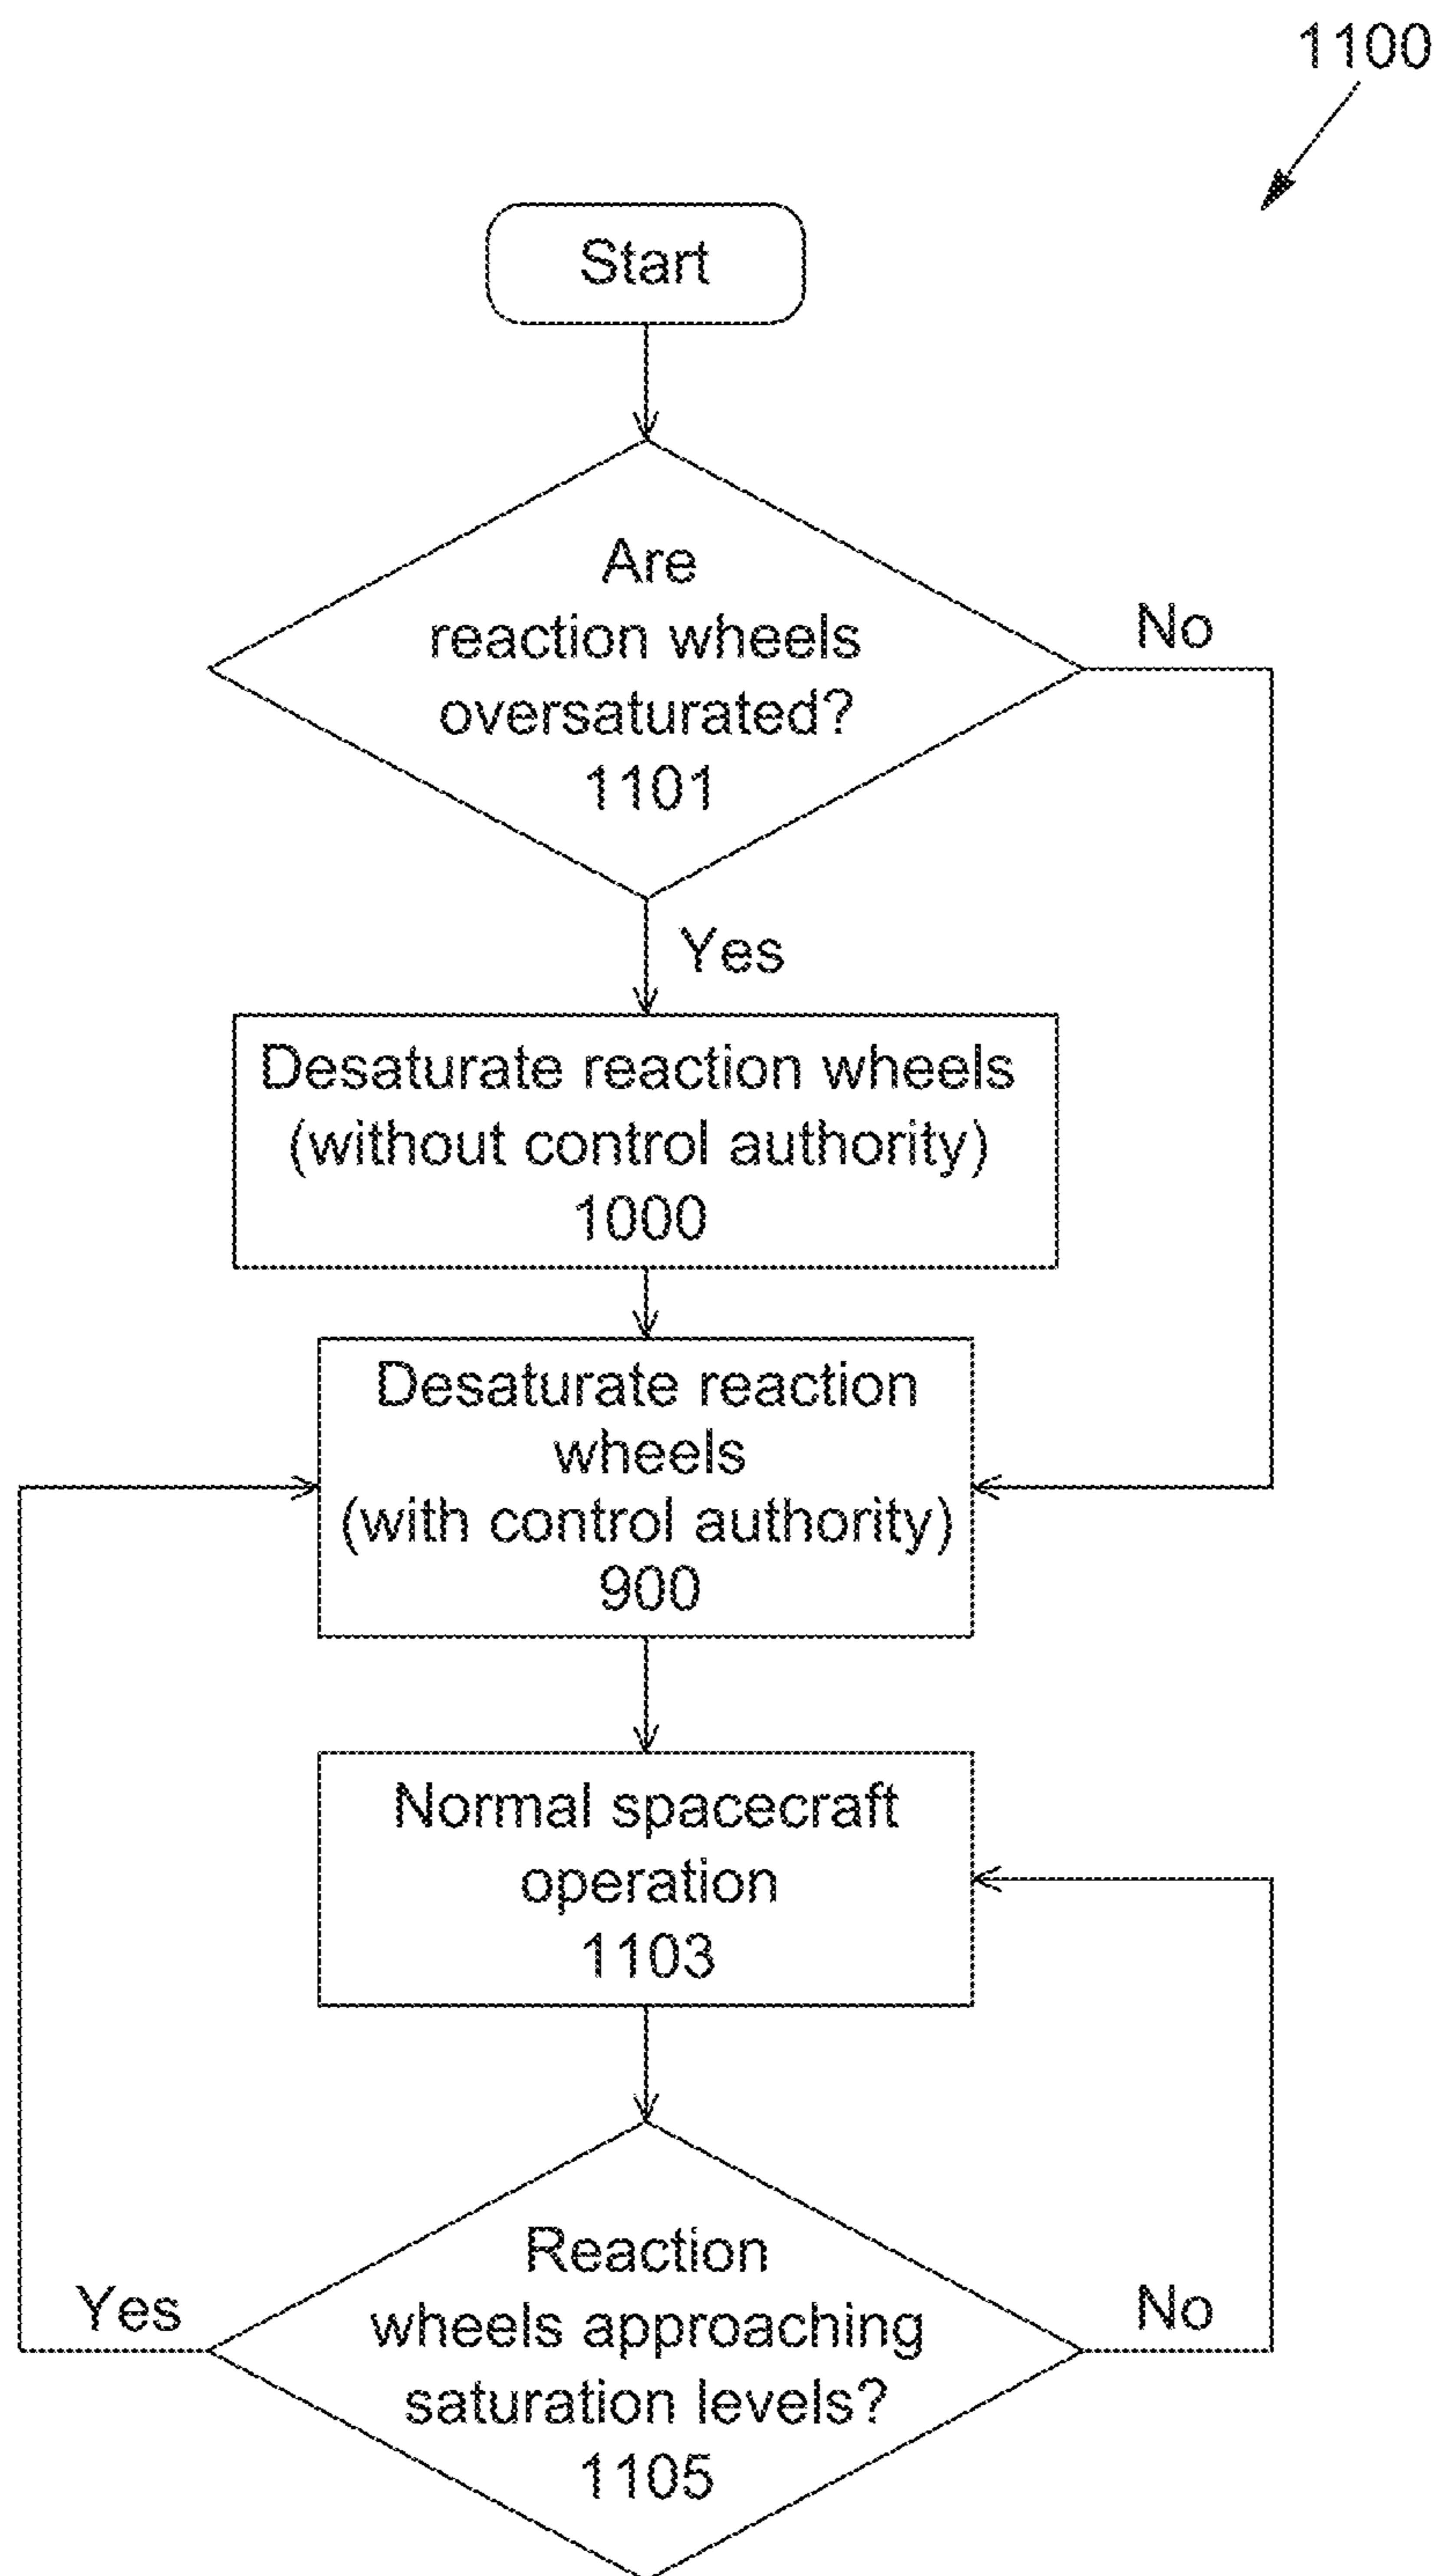 1100
Start
Are
reaction wheels
oversaturated?
1101
No
Yes
Desaturate reaction wheels
(without control authority)
1000
Desaturate reaction
wheels
(with control authority)
900
Normal spacecraft
operation
1103
Reaction
wheels approaching
saturation levels?
1105
Yes
No